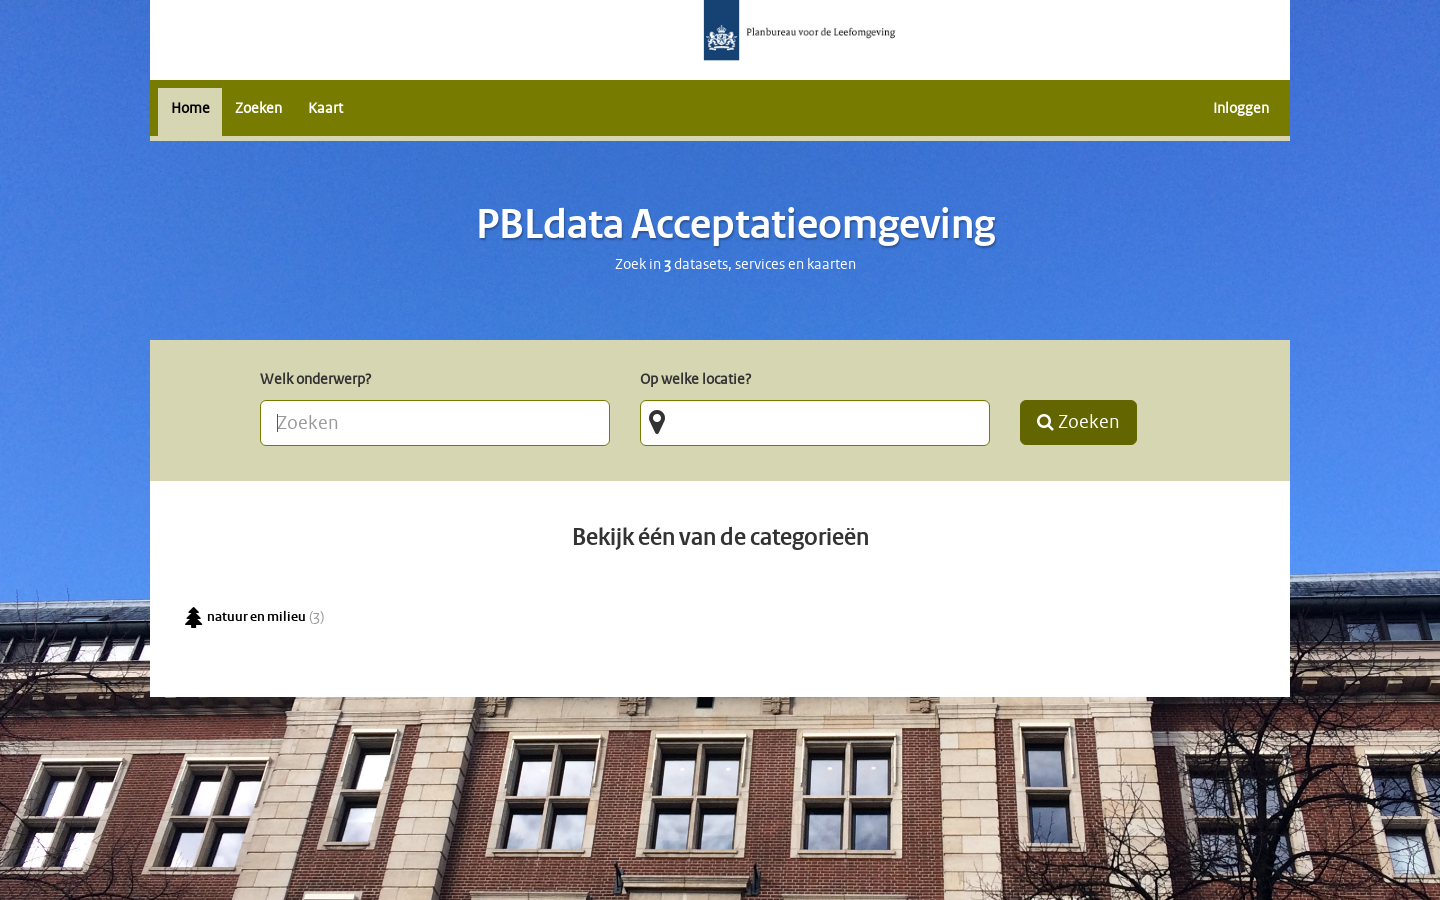 Planbureau voor de Leefomgeving
Home Zoeken Kaart Inloggen
PBLdata Acceptatieomgeving
Zoek in 3 datasets, services en kaarten
Welk onderwerp? Op welke locatie?
Zoeken Zoeken
Bekijk één van de categorieën
natuur en milieu (3)